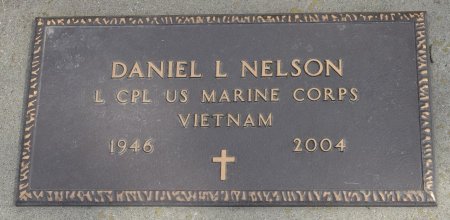 DANIEL L NELSON
L CPL US MARINE CORPS
VIETNAM
1946 2004